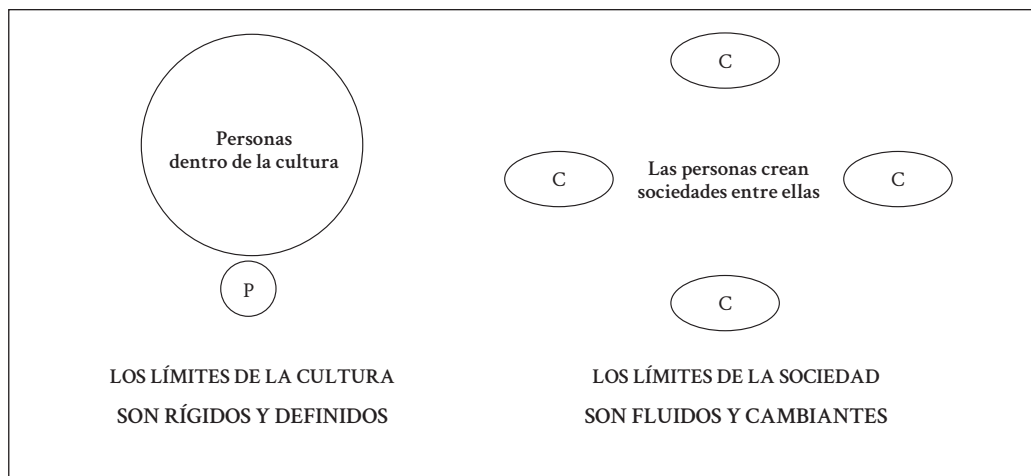 Personas
dentro de la cultura
P
LOS LÍMITES DE LA CULTURA
SON RÍGIDOS Y DEFINIDOS
C
C
Las personas crean
sociedades entre ellas
C
C
LOS LÍMITES DE LA SOCIEDAD
SON FLUIDOS Y CAMBIANTES